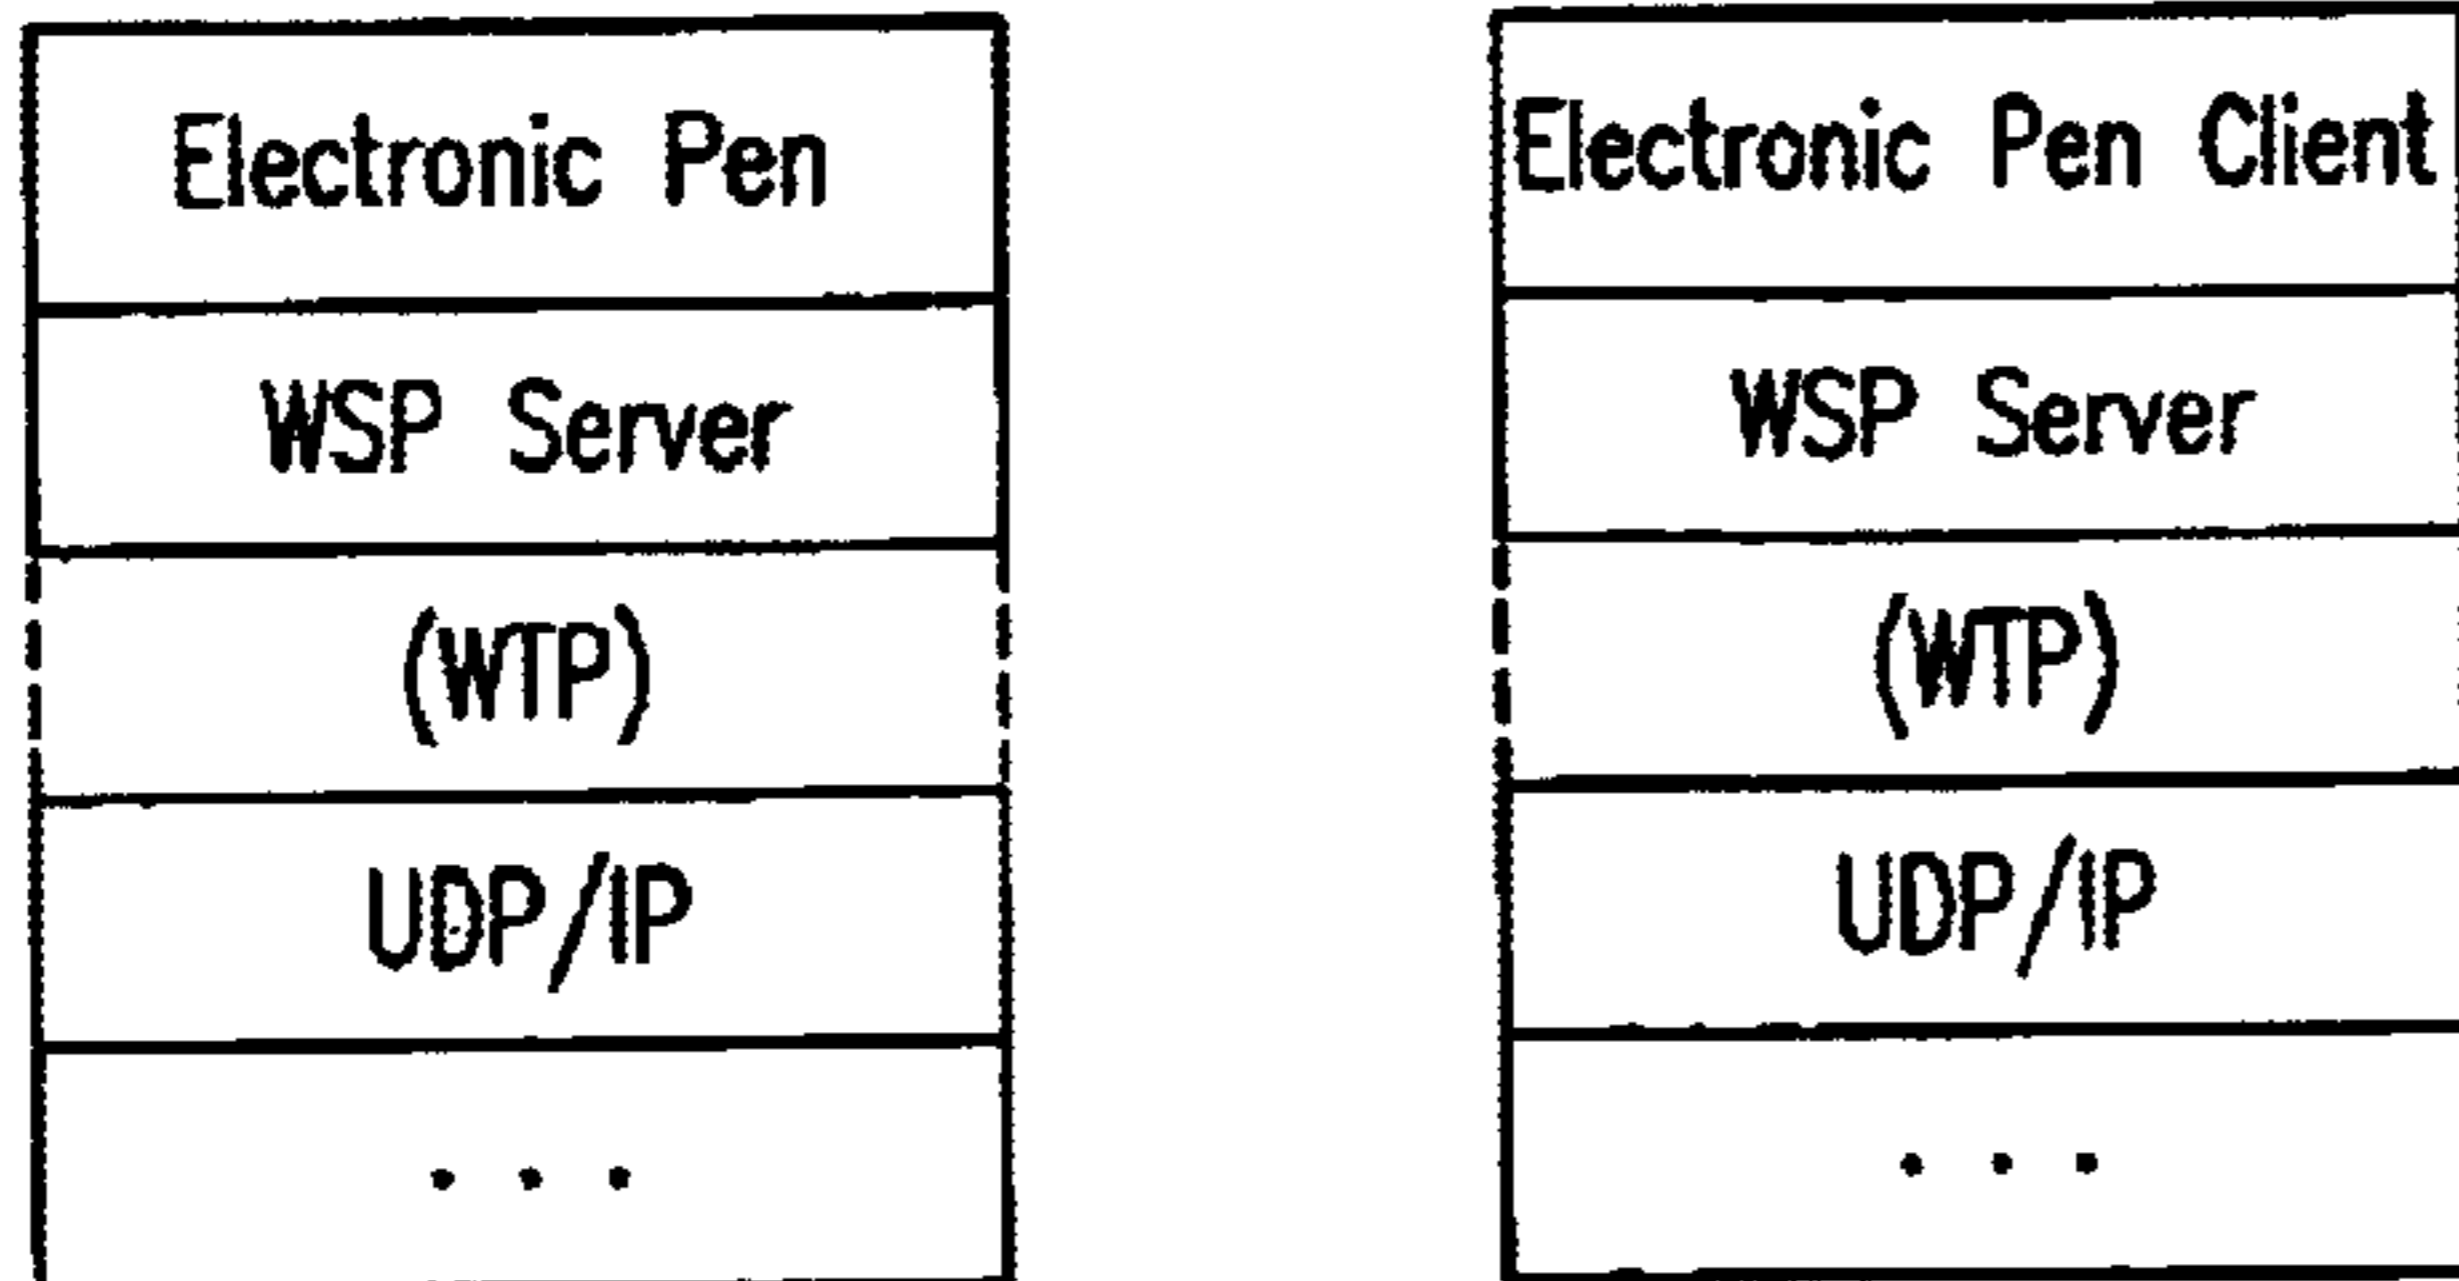 Electronic Pen
WSP Server
(WTP)
UDP/IP
. . .
Electronic Pen Client
WSP Server
(WTP)
UDP/IP
. . .